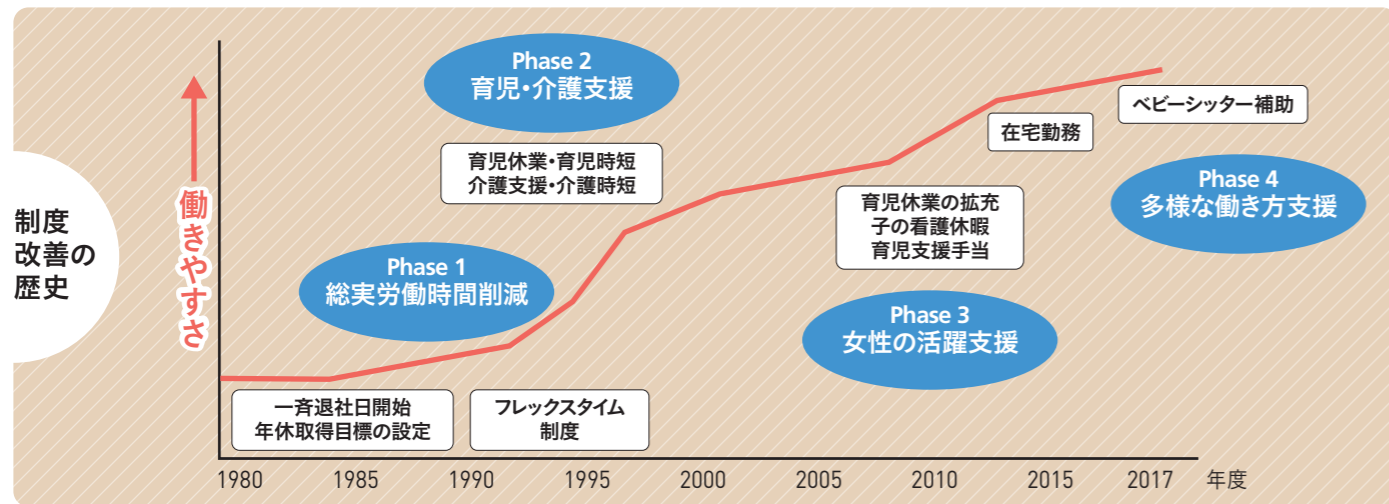 制度
改善の
歴史
働きやすさ
Phase 1
総実労働時間削減
一斉退社日開始
年休取得目標の設定
フレックスタイム
制度
Phase 2
育児・介護支援
育児休業・育児時短
介護支援・介護時短
Phase 3
女性の活躍支援
育児休業の拡充
子の看護休暇
育児支援手当
在宅勤務
ベビーシッター補助
Phase 4
多様な働き方支援
1980 1985 1990 1995 2000 2005 2010 2015 2017 年度